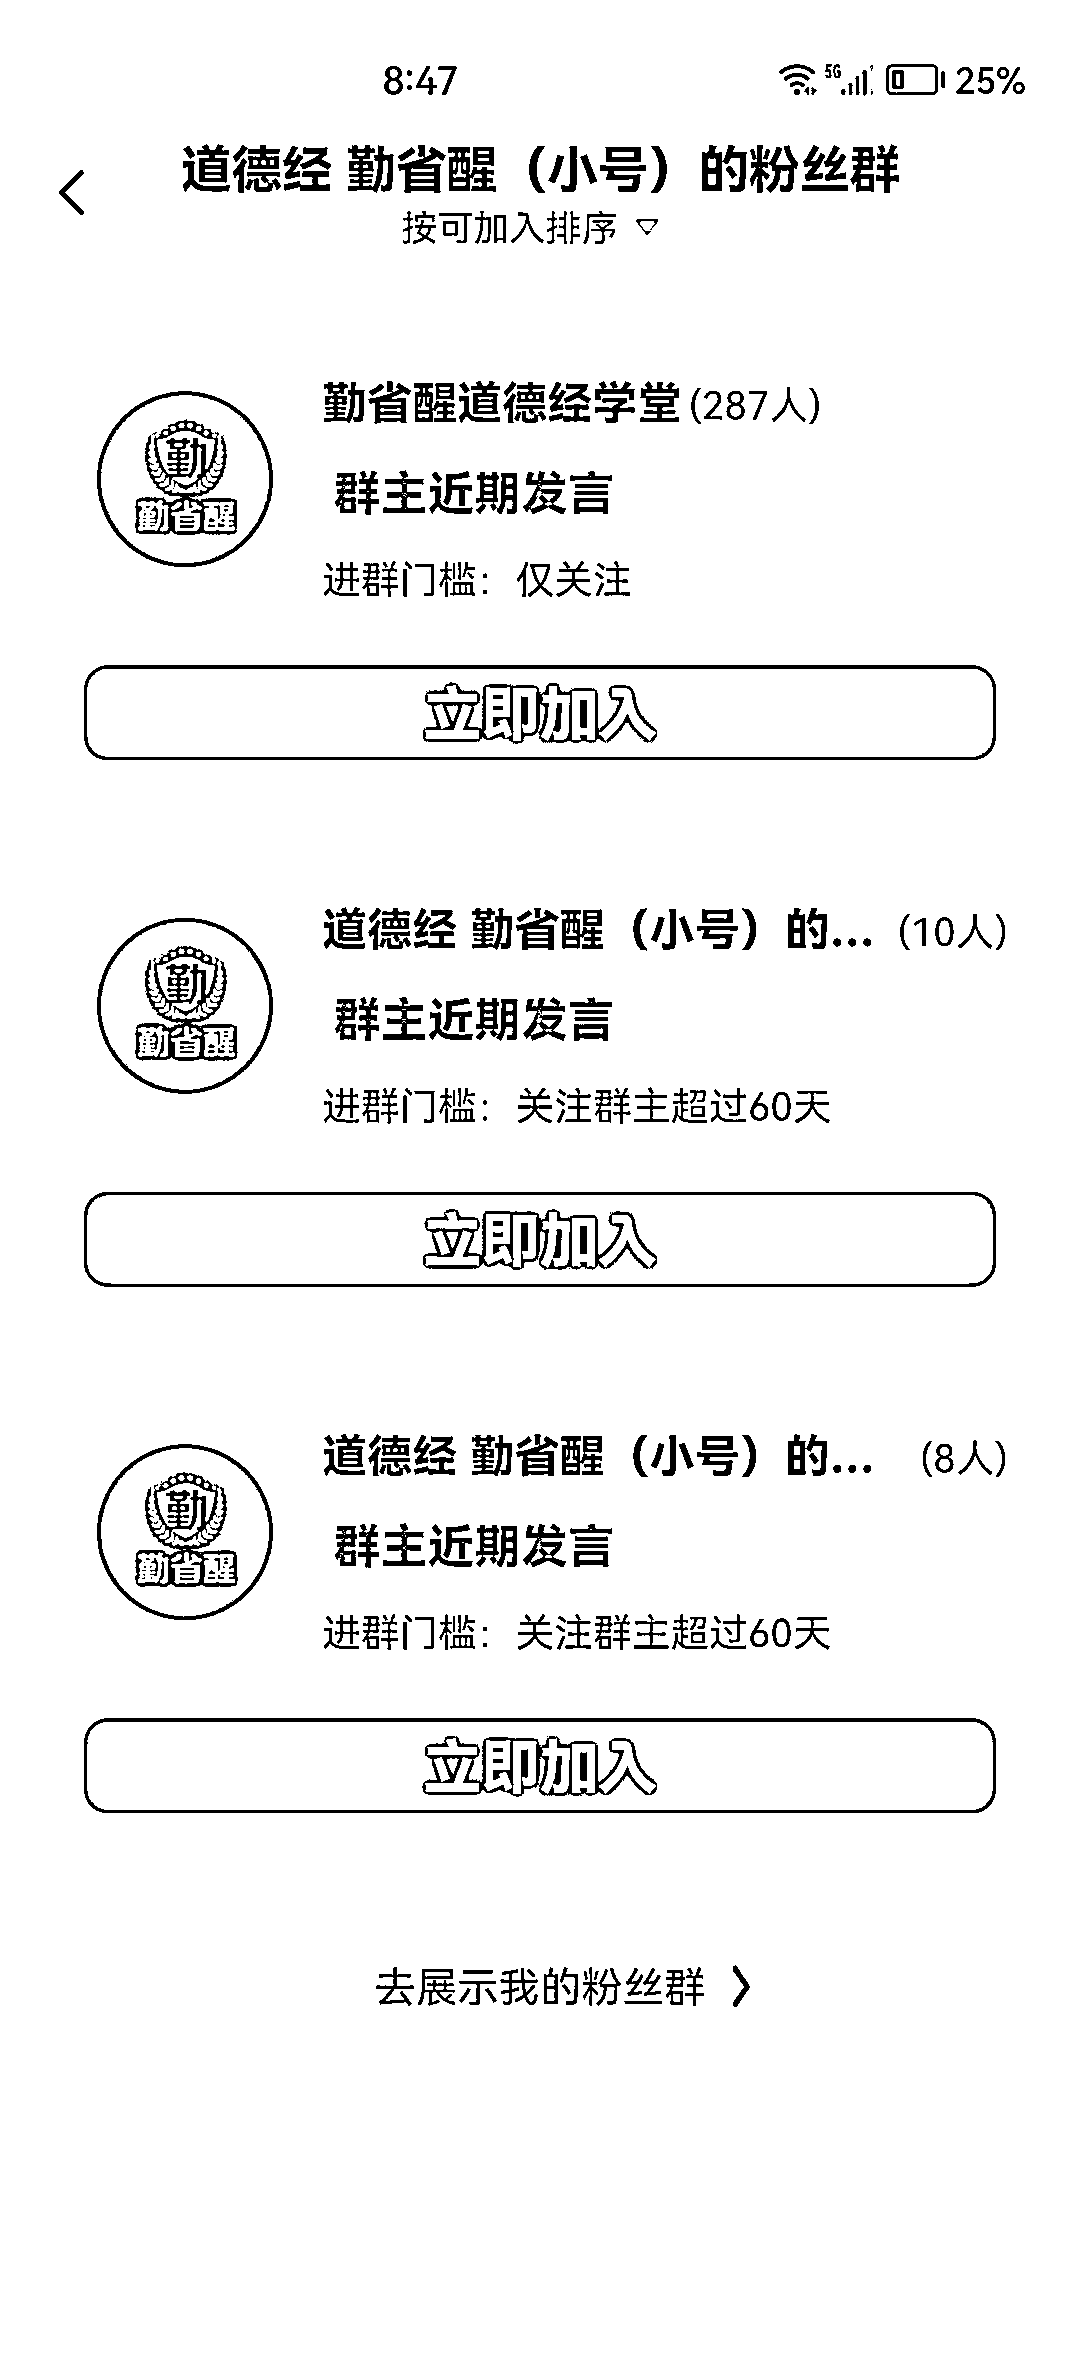 8:47 5G 25%
道德经 勤省醒（小号）的粉丝群
按可加入排序
勤省醒道德经学堂(287人)
勤
勤省醒
群主近期发言
进群门槛：仅关注
立即加入
道德经 勤省醒（小号）的... (10人)
勤
勤省醒
群主近期发言
进群门槛：关注群主超过60天
立即加入
道德经 勤省醒（小号）的... (8人)
勤
勤省醒
群主近期发言
进群门槛：关注群主超过60天
立即加入
去展示我的粉丝群